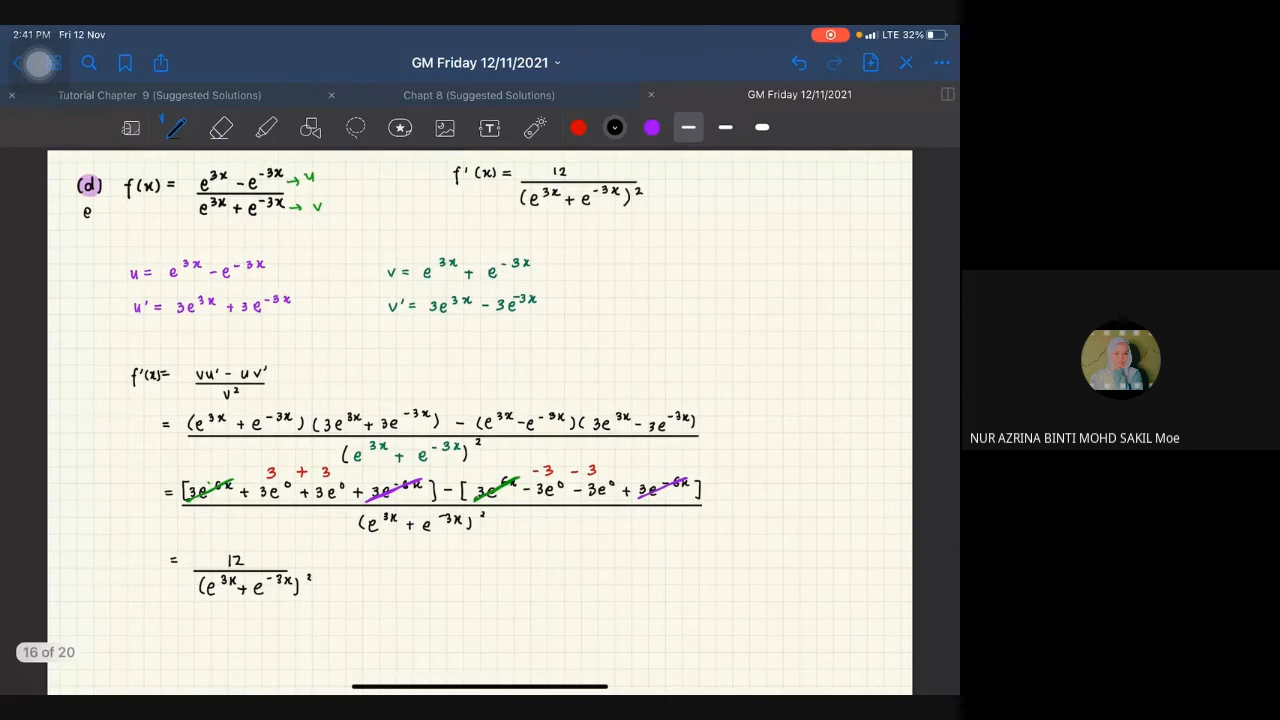 2:41 PM Fri 12 Nov
LTE 32%
GM Friday 12/11/2021
Tutorial Chapter 9 (Suggested Solutions)
Chapt 8 (Suggested Solutions)
GM Friday 12/11/2021
(d) f(x) = e^3x - e^-3x → u / e^3x + e^-3x → v
f'(x) = 12 / (e^3x + e^-3x)^2
e
u = e^3x - e^-3x
v = e^3x + e^-3x
u' = 3e^3x + 3e^-3x
v' = 3e^3x - 3e^-3x
f'(x) = vu' - uv' / v^2
= (e^3x + e^-3x)(3e^3x + 3e^-3x) - (e^3x - e^-3x)(3e^3x - 3e^-3x) / (e^3x + e^-3x)^2
3 + 3 -3 -3
= [3e^6x + 3e^0 + 3e^0 + 3e^-6x] - [3e^6x - 3e^0 - 3e^0 + 3e^-6x] / (e^3x + e^-3x)^2
= 12 / (e^3x + e^-3x)^2
16 of 20
NUR AZRINA BINTI MOHD SAKIL Moe